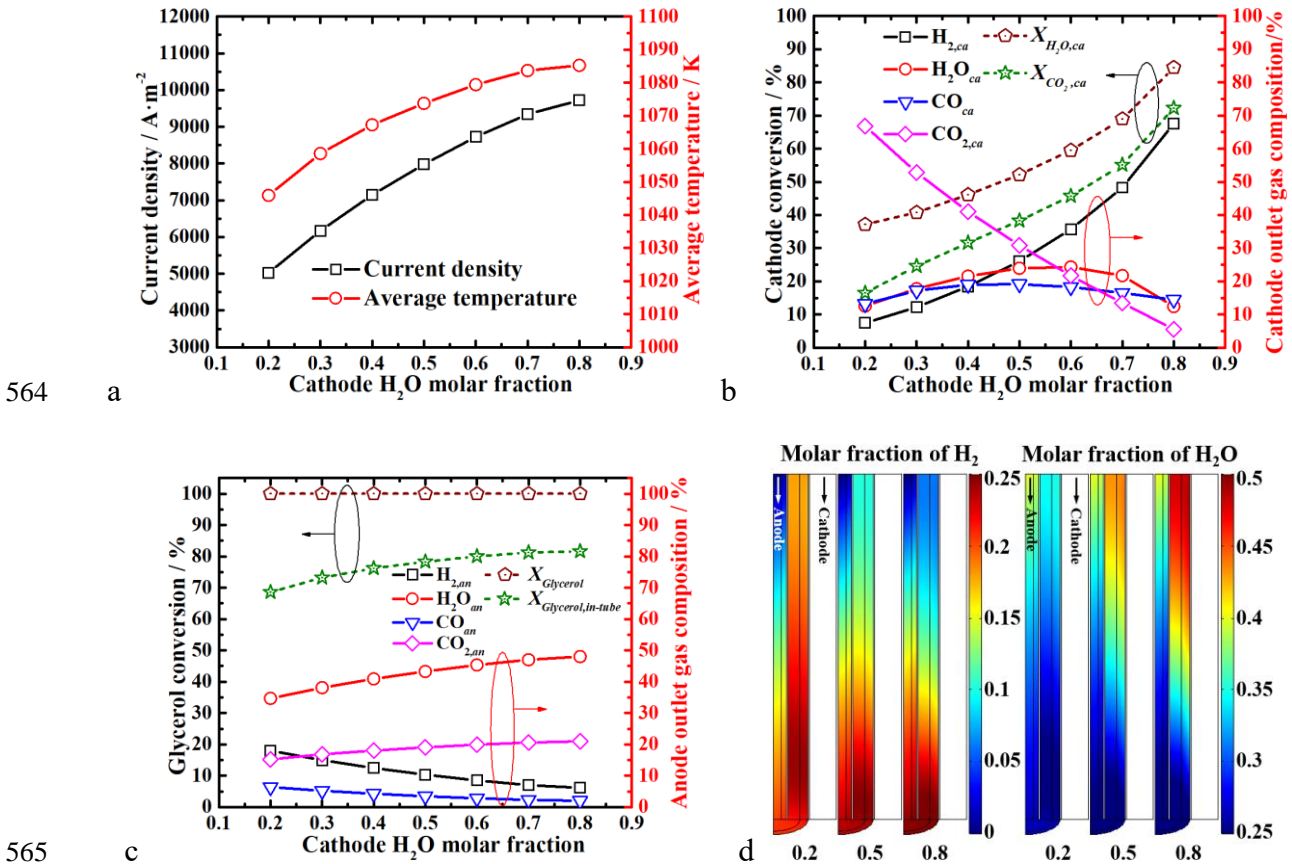 12000
11000
10000
9000
8000
7000
6000
5000
4000
3000
Current density / A·m⁻²
1100
1090
1080
1070
1060
1050
1040
1030
1020
1010
1000
Average temperature / K
Current density
Average temperature
0.1 0.2 0.3 0.4 0.5 0.6 0.7 0.8 0.9
Cathode H₂O molar fraction
564 a
100
90
80
70
60
50
40
30
20
10
0
Cathode conversion / %
100
90
80
70
60
50
40
30
20
10
0
Cathode outlet gas composition/%
H₂,ca X_H₂O,ca
H₂O_ca X_CO₂,ca
CO_ca
CO₂,ca
0.1 0.2 0.3 0.4 0.5 0.6 0.7 0.8 0.9
Cathode H₂O molar fraction
b
100
90
80
70
60
50
40
30
20
10
0
Glycerol conversion / %
100
90
80
70
60
50
40
30
20
10
0
Anode outlet gas composition / %
H₂,an X_Glycerol
H₂O_an X_Glycerol,in-tube
CO_an
CO₂,an
0.1 0.2 0.3 0.4 0.5 0.6 0.7 0.8 0.9
Cathode H₂O molar fraction
565 c
Molar fraction of H₂ Molar fraction of H₂O
Anode
Cathode
0.25
0.2
0.15
0.1
0.05
0
Anode
Cathode
0.5
0.45
0.4
0.35
0.3
0.25
d 0.2 0.5 0.8 0.2 0.5 0.8